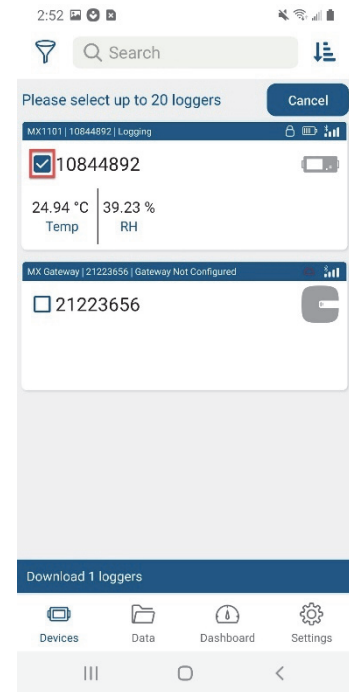 2:52
Search
Please select up to 20 loggers
Cancel
MX1101 | 10844892 | Logging
10844892
24.94 °C 39.23 %
Temp RH
MX Gateway | 21223656 | Gateway Not Configured
21223656
Download 1 loggers
Devices Data Dashboard Settings